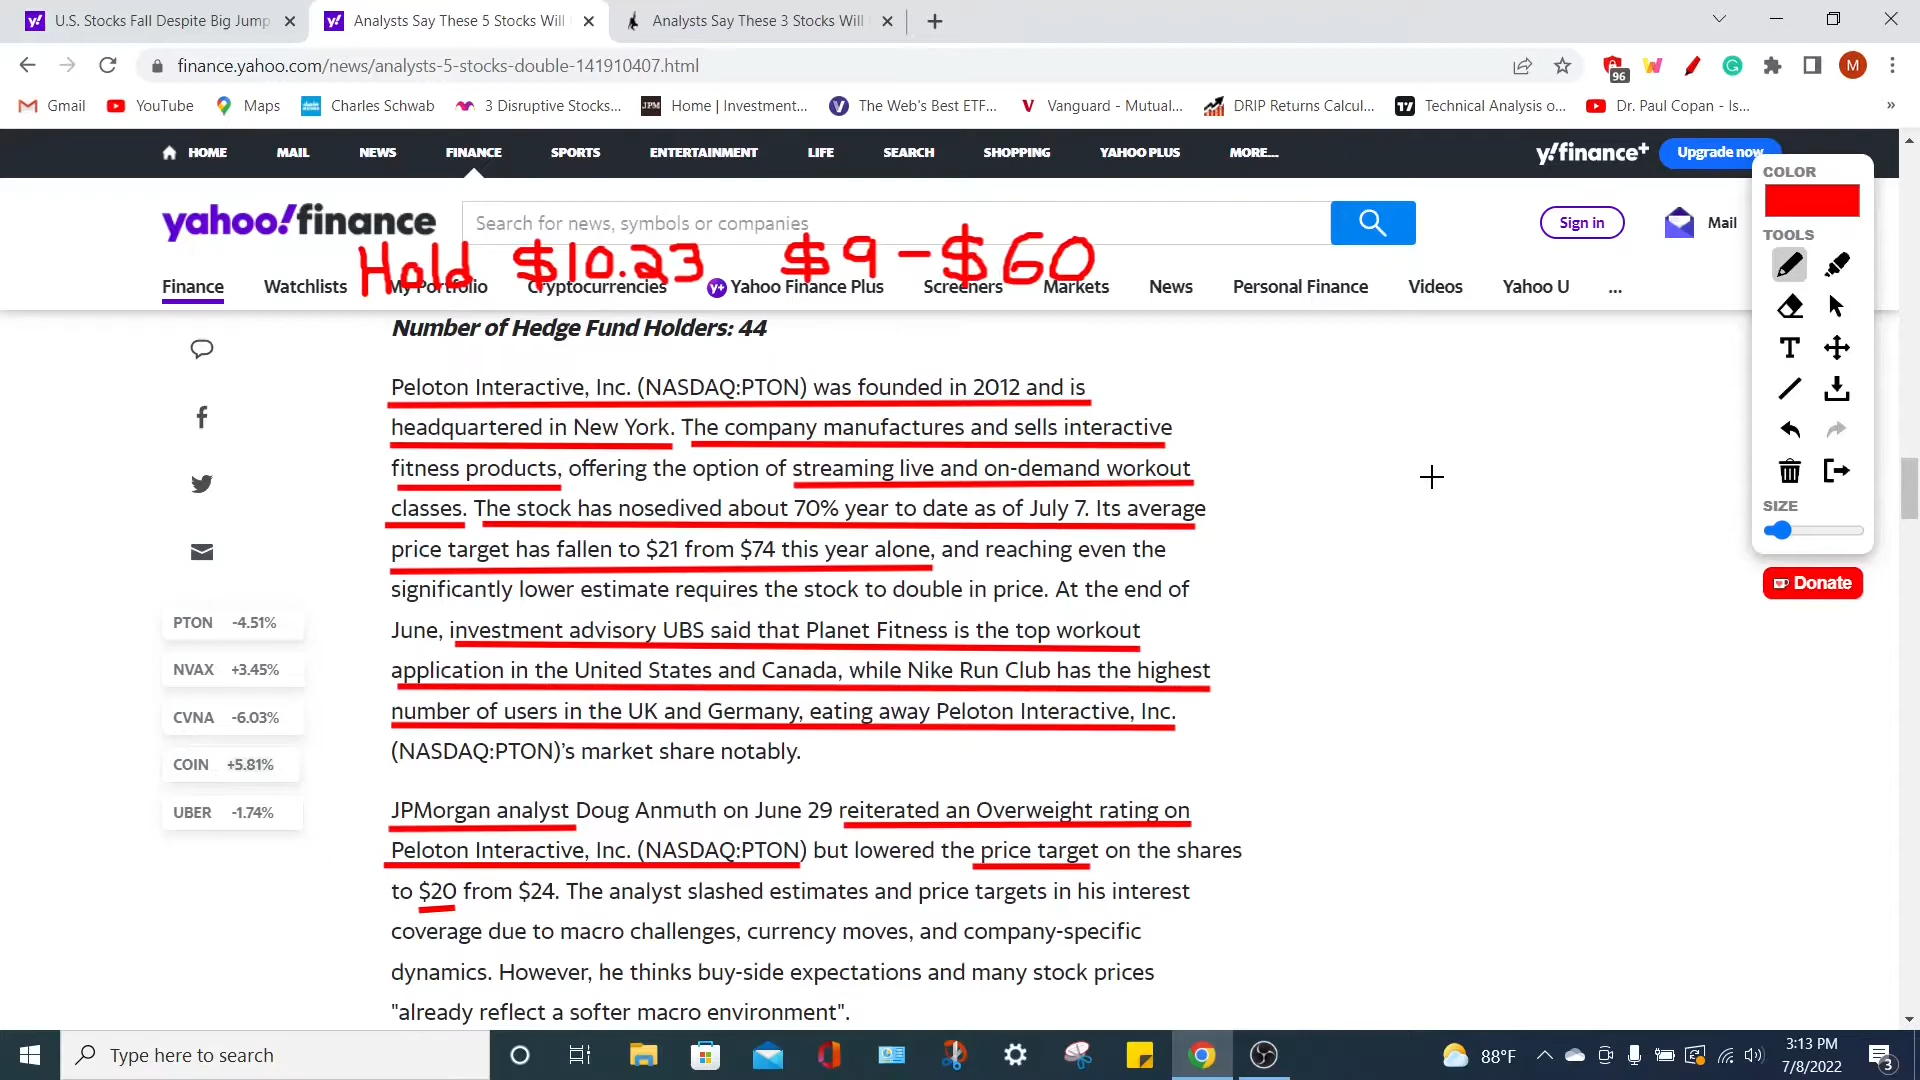 U.S. Stocks Fall Despite Big Jump
Analysts Say These 5 Stocks Will
Analysts Say These 3 Stocks Will
finance.yahoo.com/news/analysts-5-stocks-double-141910407.html
96
M
Gmail
YouTube
Maps
Charles Schwab
3 Disruptive Stocks...
JPM
Home | Investment...
The Web's Best ETF...
Vanguard - Mutual...
DRIP Returns Calcul...
Technical Analysis o...
Dr. Paul Copan - Is...
HOME
MAIL
NEWS
FINANCE
SPORTS
ENTERTAINMENT
LIFE
SEARCH
SHOPPING
YAHOO PLUS
MORE...
y!finance+
Upgrade now
COLOR
TOOLS
SIZE
Donate
yahoo!finance
Search for news, symbols or companies
Sign in
Mail
Hold $10.23 $9 - $60
Finance
Watchlists
My Portfolio
Cryptocurrencies
Yahoo Finance Plus
Screeners
Markets
News
Personal Finance
Videos
Yahoo U
...
Number of Hedge Fund Holders: 44
Peloton Interactive, Inc. (NASDAQ:PTON) was founded in 2012 and is
headquartered in New York. The company manufactures and sells interactive
fitness products, offering the option of streaming live and on-demand workout
classes. The stock has nosedived about 70% year to date as of July 7. Its average
price target has fallen to $21 from $74 this year alone, and reaching even the
significantly lower estimate requires the stock to double in price. At the end of
June, investment advisory UBS said that Planet Fitness is the top workout
application in the United States and Canada, while Nike Run Club has the highest
number of users in the UK and Germany, eating away Peloton Interactive, Inc.
(NASDAQ:PTON)’s market share notably.
JPMorgan analyst Doug Anmuth on June 29 reiterated an Overweight rating on
Peloton Interactive, Inc. (NASDAQ:PTON) but lowered the price target on the shares
to $20 from $24. The analyst slashed estimates and price targets in his interest
coverage due to macro challenges, currency moves, and company-specific
dynamics. However, he thinks buy-side expectations and many stock prices
"already reflect a softer macro environment".
PTON -4.51%
NVAX +3.45%
CVNA -6.03%
COIN +5.81%
UBER -1.74%
Type here to search
88°F
3:13 PM
7/8/2022
3